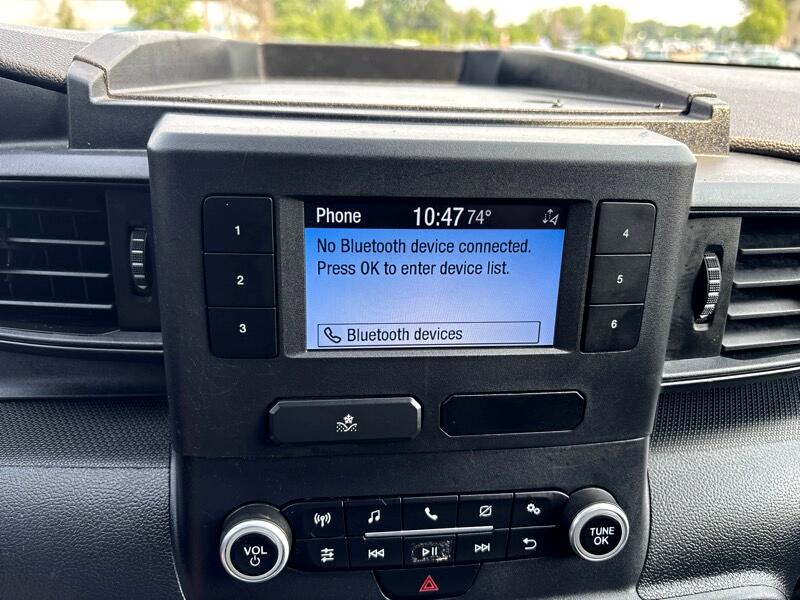 Phone 10:47 74°
No Bluetooth device connected.
Press OK to enter device list.
Bluetooth devices
1
2
3
4
5
6
VOL
TUNE
OK